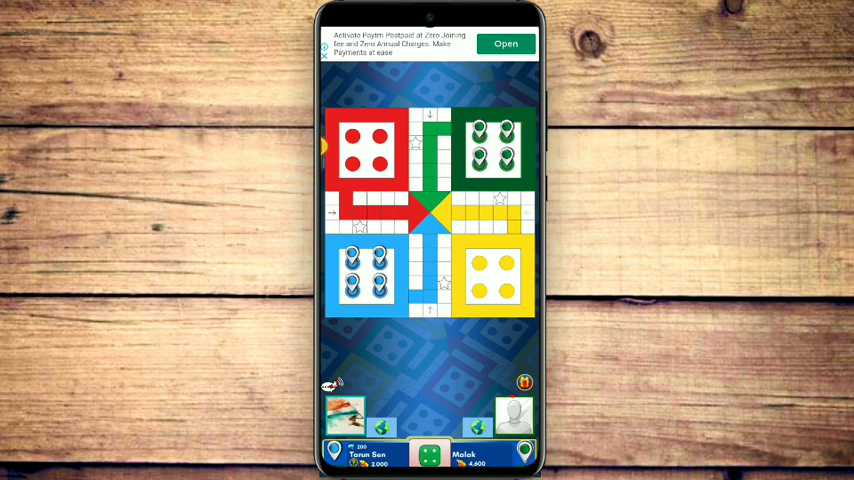 Activate Paytm Postpaid at Zero Joining
fee and Zero Annual Charges. Make
Payments at ease
Open
200
Tarun Sen
2,000
Malak
4,600